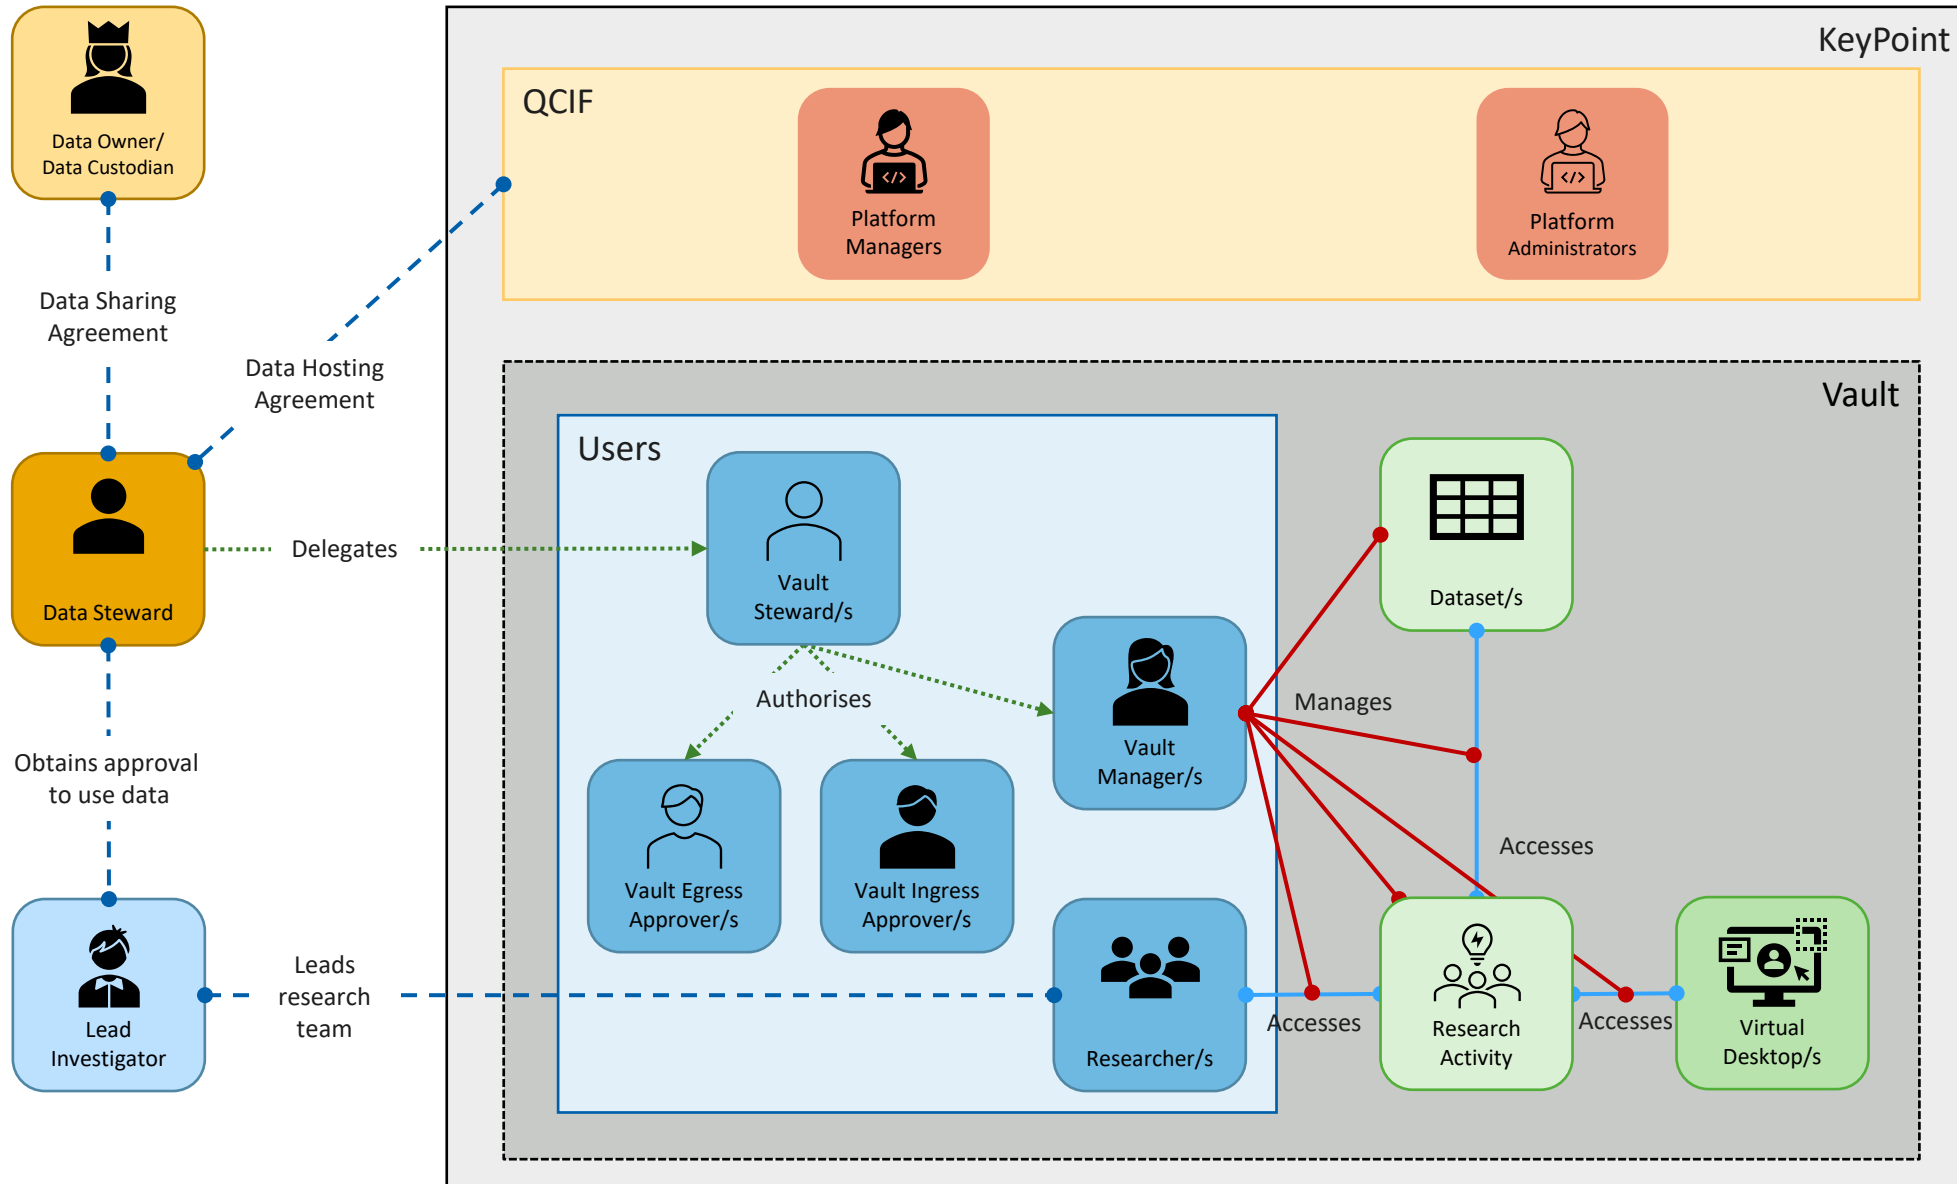 KeyPoint
QCIF
Data Owner/
Data Custodian
Platform
Managers
Platform
Administrators
Data Sharing
Agreement
Data Hosting
Agreement
Vault
Users
Vault
Steward/s
Delegates
Data Steward
Dataset/s
Authorises
Manages
Vault
Manager/s
Obtains approval
to use data
Accesses
Vault Egress
Approver/s
Vault Ingress
Approver/s
Leads
research
team
Lead
Investigator
Researcher/s
Accesses
Research
Activity
Accesses
Virtual
Desktop/s